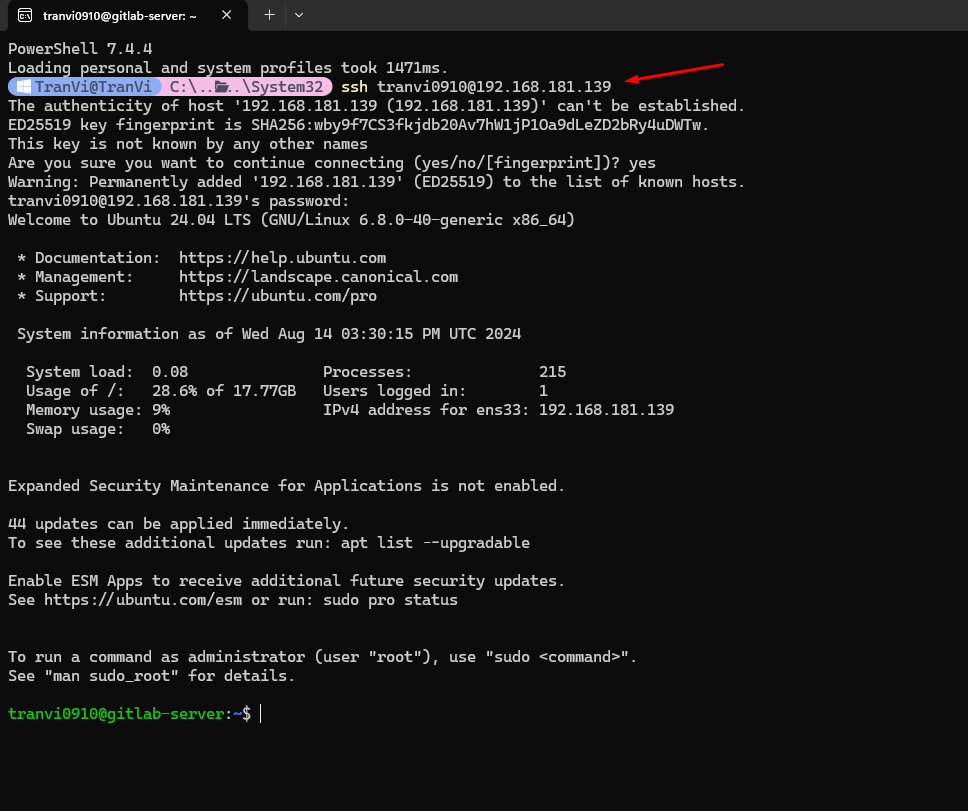 tranvi0910@gitlab-server: ~
PowerShell 7.4.4
Loading personal and system profiles took 1471ms.
TranVi@TranVi C:\..\..\System32 ssh tranvi0910@192.168.181.139
The authenticity of host '192.168.181.139 (192.168.181.139)' can't be established.
ED25519 key fingerprint is SHA256:wby9f7CS3fkjdb20Av7hW1jP1Oa9dLeZD2bRy4uDWTw.
This key is not known by any other names
Are you sure you want to continue connecting (yes/no/[fingerprint])? yes
Warning: Permanently added '192.168.181.139' (ED25519) to the list of known hosts.
tranvi0910@192.168.181.139's password:
Welcome to Ubuntu 24.04 LTS (GNU/Linux 6.8.0-40-generic x86_64)
* Documentation: https://help.ubuntu.com
* Management: https://landscape.canonical.com
* Support: https://ubuntu.com/pro
System information as of Wed Aug 14 03:30:15 PM UTC 2024
System load: 0.08 Processes: 215
Usage of /: 28.6% of 17.77GB Users logged in: 1
Memory usage: 9% IPv4 address for ens33: 192.168.181.139
Swap usage: 0%
Expanded Security Maintenance for Applications is not enabled.
44 updates can be applied immediately.
To see these additional updates run: apt list --upgradable
Enable ESM Apps to receive additional future security updates.
See https://ubuntu.com/esm or run: sudo pro status
To run a command as administrator (user "root"), use "sudo <command>".
See "man sudo_root" for details.
tranvi0910@gitlab-server:~$